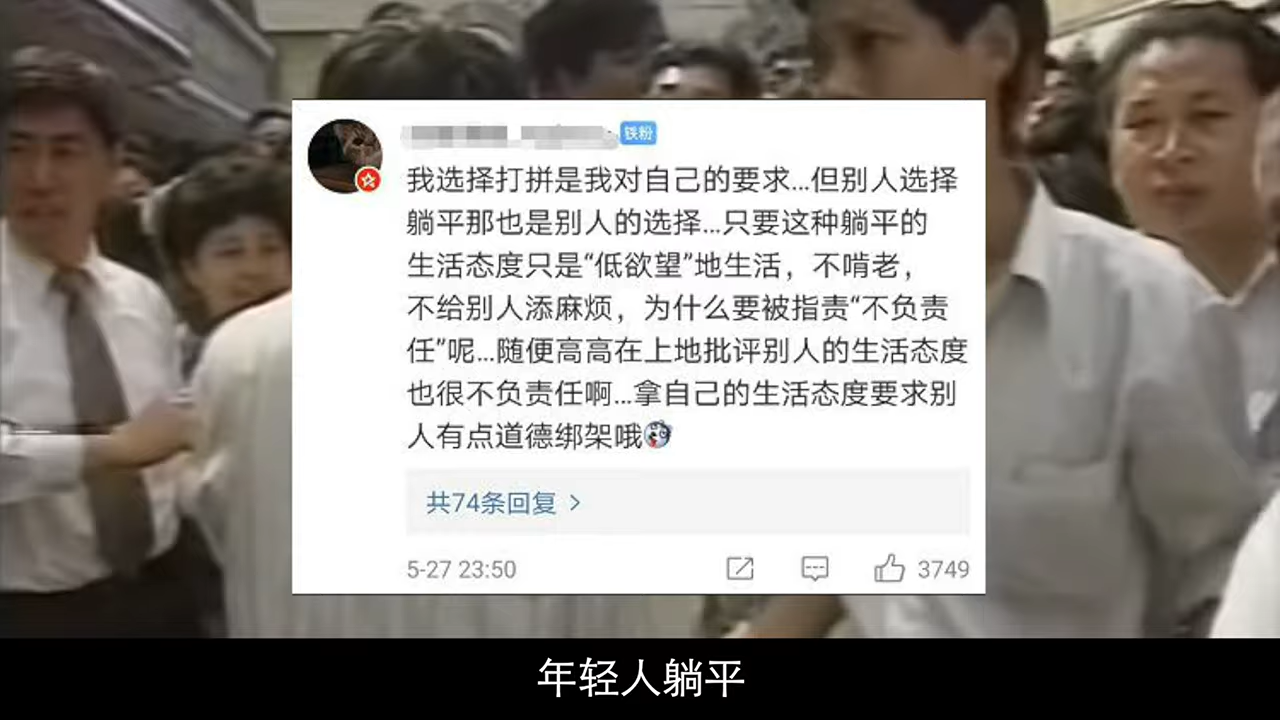 铁粉
我选择打拼是我对自己的要求...但别人选择
躺平那也是别人的选择...只要这种躺平的
生活态度只是“低欲望”地生活，不啃老，
不给别人添麻烦，为什么要被指责“不负责
任”呢...随便高高在上地批评别人的生活态度
也很不负责任啊...拿自己的生活态度要求别
人有点道德绑架哦
共74条回复 >
5-27 23:50
3749
年轻人躺平